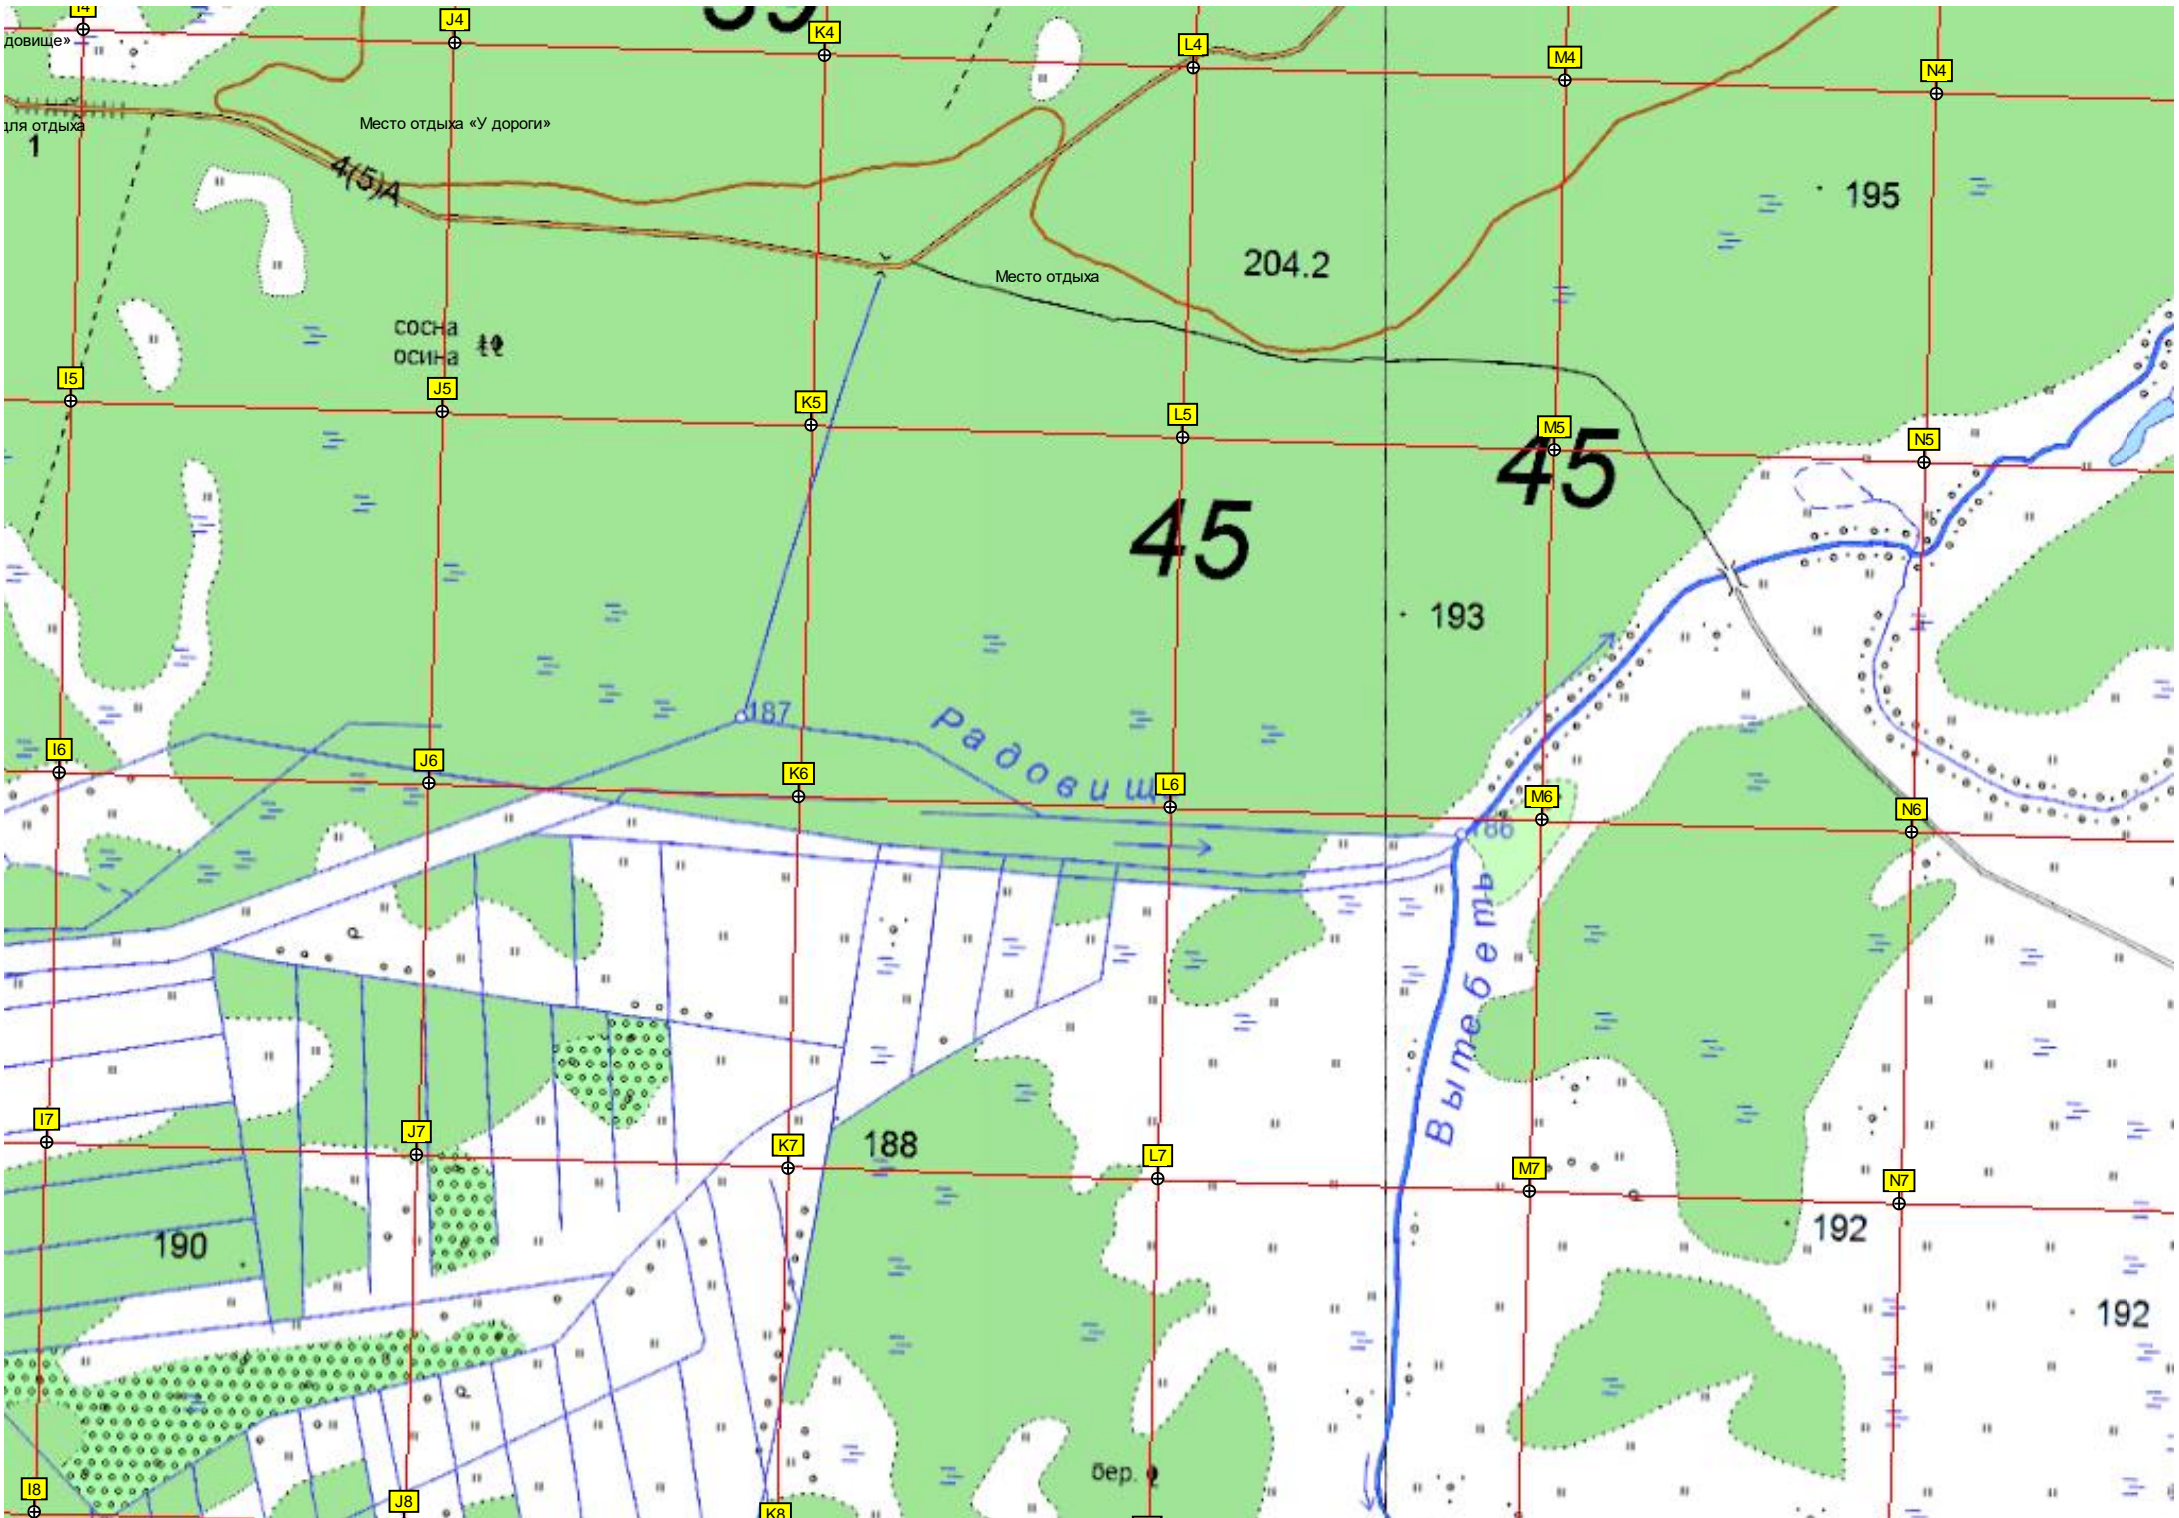 I4
J4
K4
L4
M4
N4
довище»
для отдыха
1
Место отдыха «У дороги»
4(5)А
195
204.2
Место отдыха
сосна
осина
I5
J5
K5
L5
M5
N5
45
45
193
187
Радовищ
I6
J6
K6
L6
M6
N6
186
Вытебеть
I7
J7
K7
L7
M7
N7
188
190
192
192
бер.
I8
J8
K8